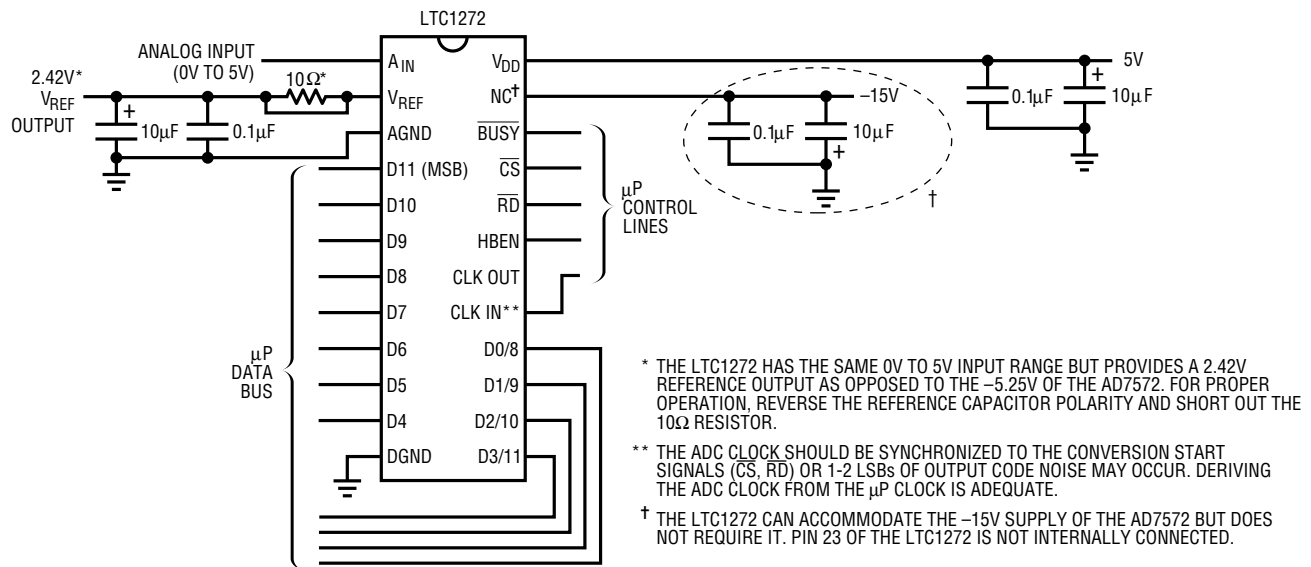 LTC1272
ANALOG INPUT
(0V TO 5V)
2.42V*
VREF
OUTPUT
10Ω*
+
10µF
0.1µF
AIN
VREF
AGND
D11 (MSB)
D10
D9
D8
D7
D6
D5
D4
DGND
VDD
NC†
BUSY
CS
RD
HBEN
CLK OUT
CLK IN**
D0/8
D1/9
D2/10
D3/11
µP
DATA
BUS
µP
CONTROL
LINES
–15V
0.1µF
10µF
+
†
5V
0.1µF
+
10µF
* THE LTC1272 HAS THE SAME 0V TO 5V INPUT RANGE BUT PROVIDES A 2.42V
REFERENCE OUTPUT AS OPPOSED TO THE –5.25V OF THE AD7572. FOR PROPER
OPERATION, REVERSE THE REFERENCE CAPACITOR POLARITY AND SHORT OUT THE
10Ω RESISTOR.
** THE ADC CLOCK SHOULD BE SYNCHRONIZED TO THE CONVERSION START
SIGNALS (CS, RD) OR 1-2 LSBs OF OUTPUT CODE NOISE MAY OCCUR. DERIVING
THE ADC CLOCK FROM THE µP CLOCK IS ADEQUATE.
† THE LTC1272 CAN ACCOMMODATE THE –15V SUPPLY OF THE AD7572 BUT DOES
NOT REQUIRE IT. PIN 23 OF THE LTC1272 IS NOT INTERNALLY CONNECTED.